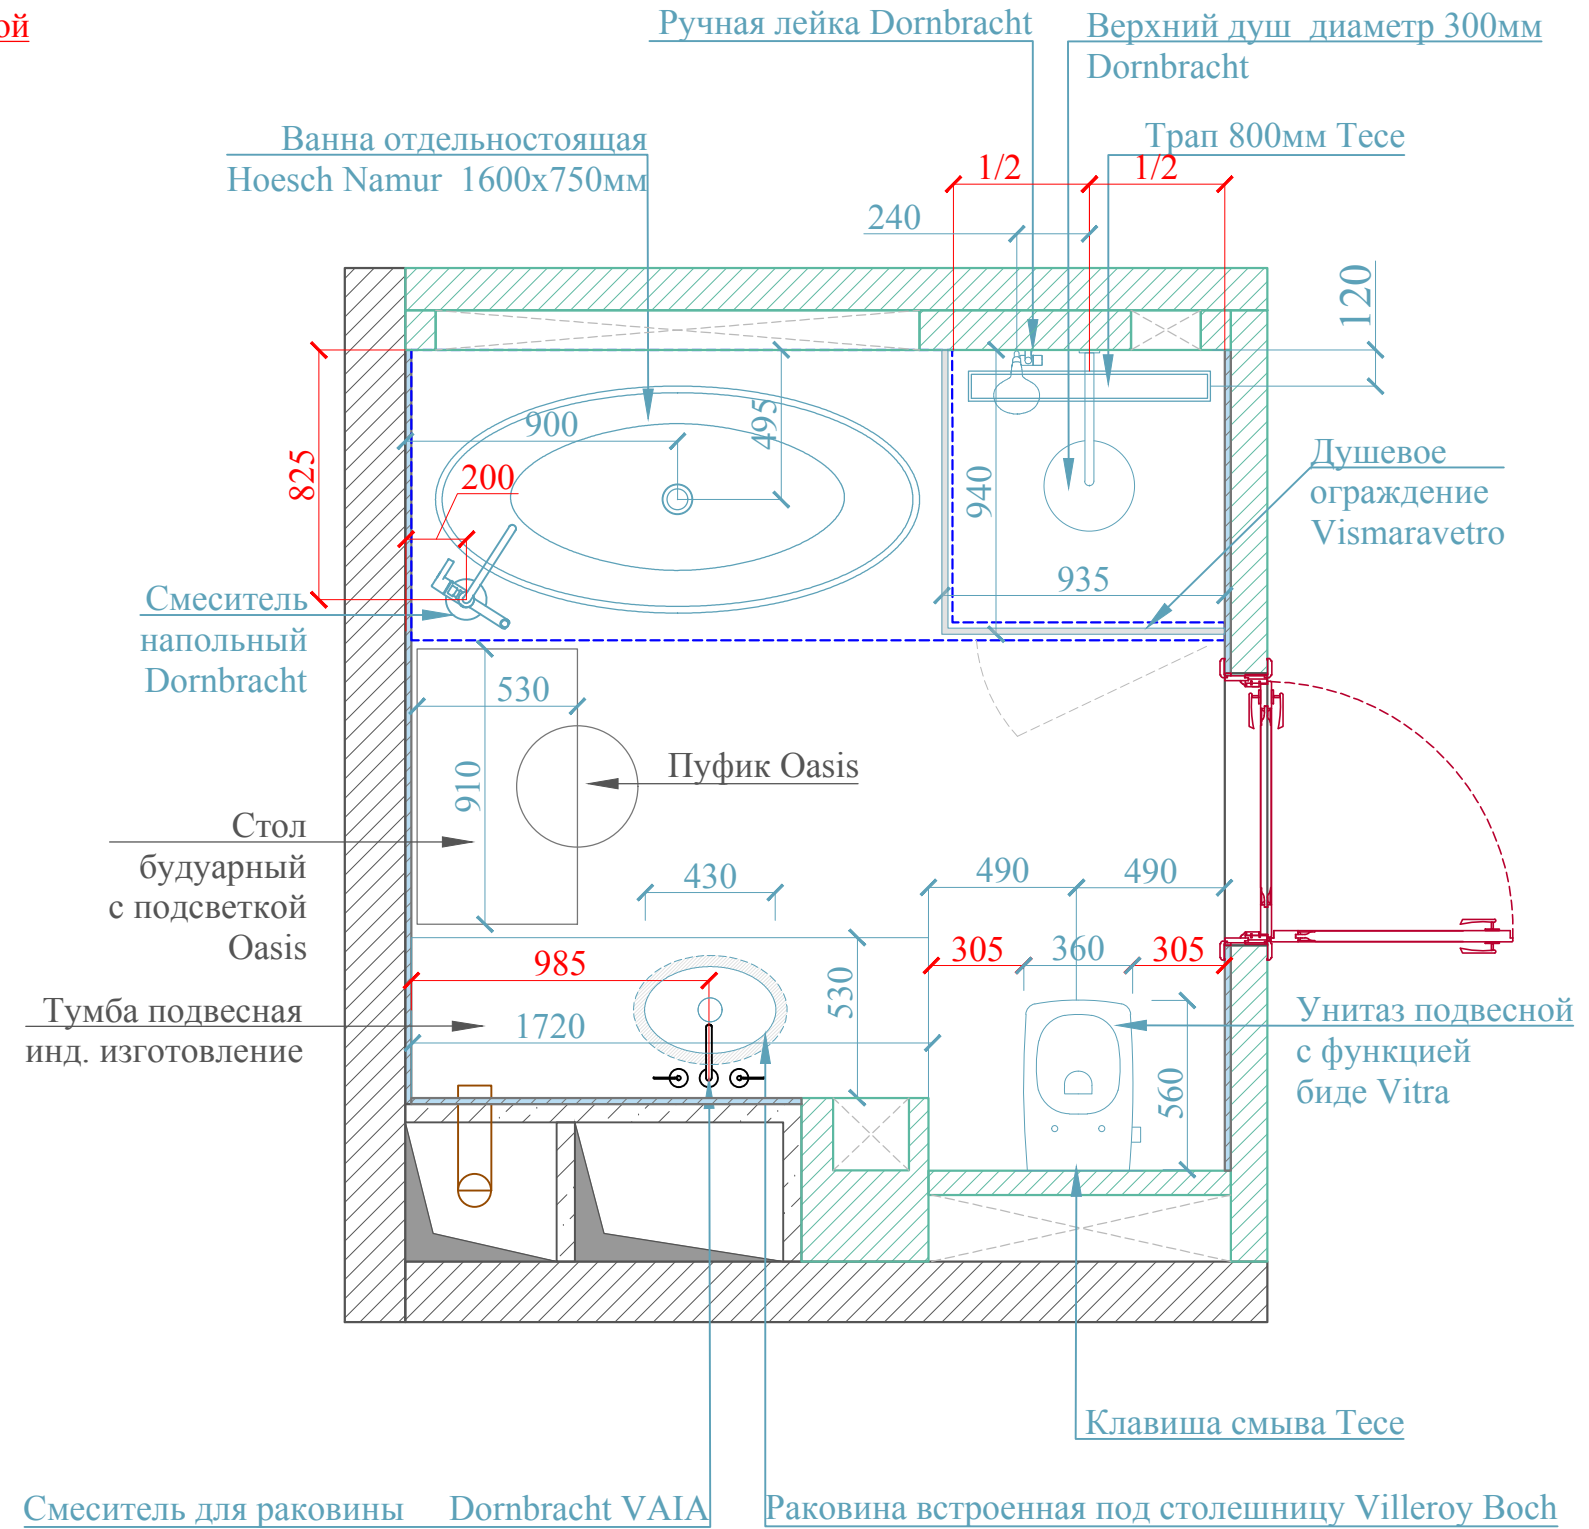 Ручная лейка Dornbracht
Верхний душ диаметр 300мм
Dornbracht
Ванна отдельностоящая
Hoesch Namur 1600х750мм
Трап 800мм Tece
1/2
1/2
240
120
900
495
825
200
940
Душевое
ограждение
Vismaravetro
935
Смеситель
напольный
Dornbracht
530
910
Пуфик Oasis
Стол
будуарный
с подсветкой
Oasis
430
490
490
985
305
360
305
530
Тумба подвесная
инд. изготовление
1720
560
Унитаз подвесной
с функцией
биде Vitra
Клавиша смыва Tece
Смеситель для раковины Dornbracht VAIA
Раковина встроенная под столешницу Villeroy Boch